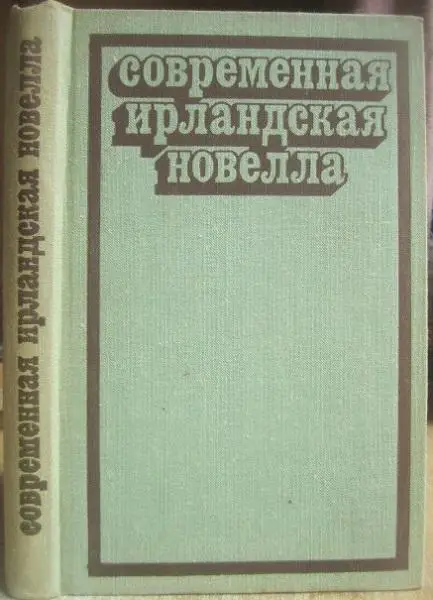 современная ирландская новелла
современная
ирландская
новелла